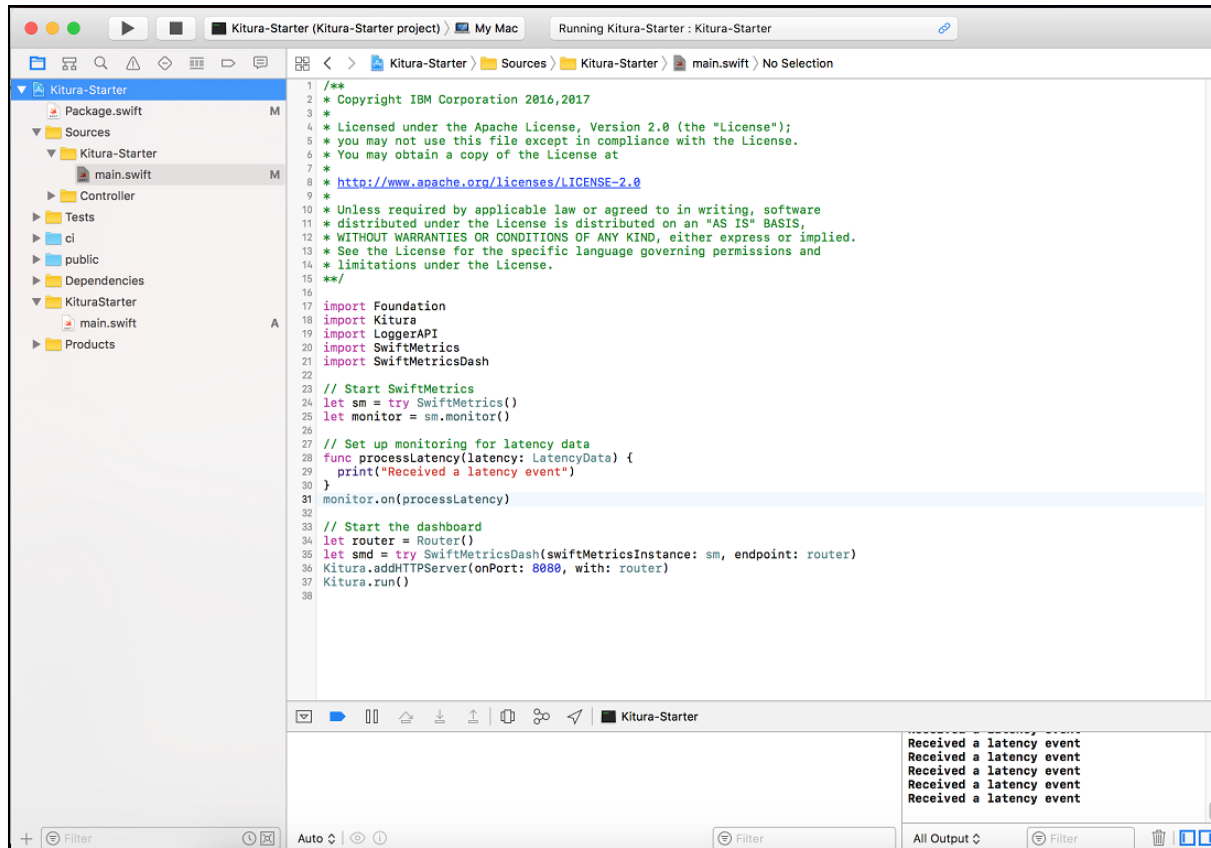 Kitura-Starter (Kitura-Starter project) My Mac Running Kitura-Starter : Kitura-Starter
Kitura-Starter Sources Kitura-Starter main.swift No Selection
Kitura-Starter
Package.swift M
Sources
Kitura-Starter
main.swift M
Controller
Tests
ci
public
Dependencies
KituraStarter
main.swift A
Products
Filter
1 /**
2 * Copyright IBM Corporation 2016,2017
3 *
4 * Licensed under the Apache License, Version 2.0 (the "License");
5 * you may not use this file except in compliance with the License.
6 * You may obtain a copy of the License at
7 *
8 * http://www.apache.org/licenses/LICENSE-2.0
9 *
10 * Unless required by applicable law or agreed to in writing, software
11 * distributed under the License is distributed on an "AS IS" BASIS,
12 * WITHOUT WARRANTIES OR CONDITIONS OF ANY KIND, either express or implied.
13 * See the License for the specific language governing permissions and
14 * limitations under the License.
15 **/
16
17 import Foundation
18 import Kitura
19 import LoggerAPI
20 import SwiftMetrics
21 import SwiftMetricsDash
22
23 // Start SwiftMetrics
24 let sm = try SwiftMetrics()
25 let monitor = sm.monitor()
26
27 // Set up monitoring for latency data
28 func processLatency(latency: LatencyData) {
29 print("Received a latency event")
30 }
31 monitor.on(processLatency)
32
33 // Start the dashboard
34 let router = Router()
35 let smd = try SwiftMetricsDash(swiftMetricsInstance: sm, endpoint: router)
36 Kitura.addHTTPServer(onPort: 8080, with: router)
37 Kitura.run()
38
Kitura-Starter
Received a latency event
Received a latency event
Received a latency event
Received a latency event
Received a latency event
Auto Filter All Output Filter